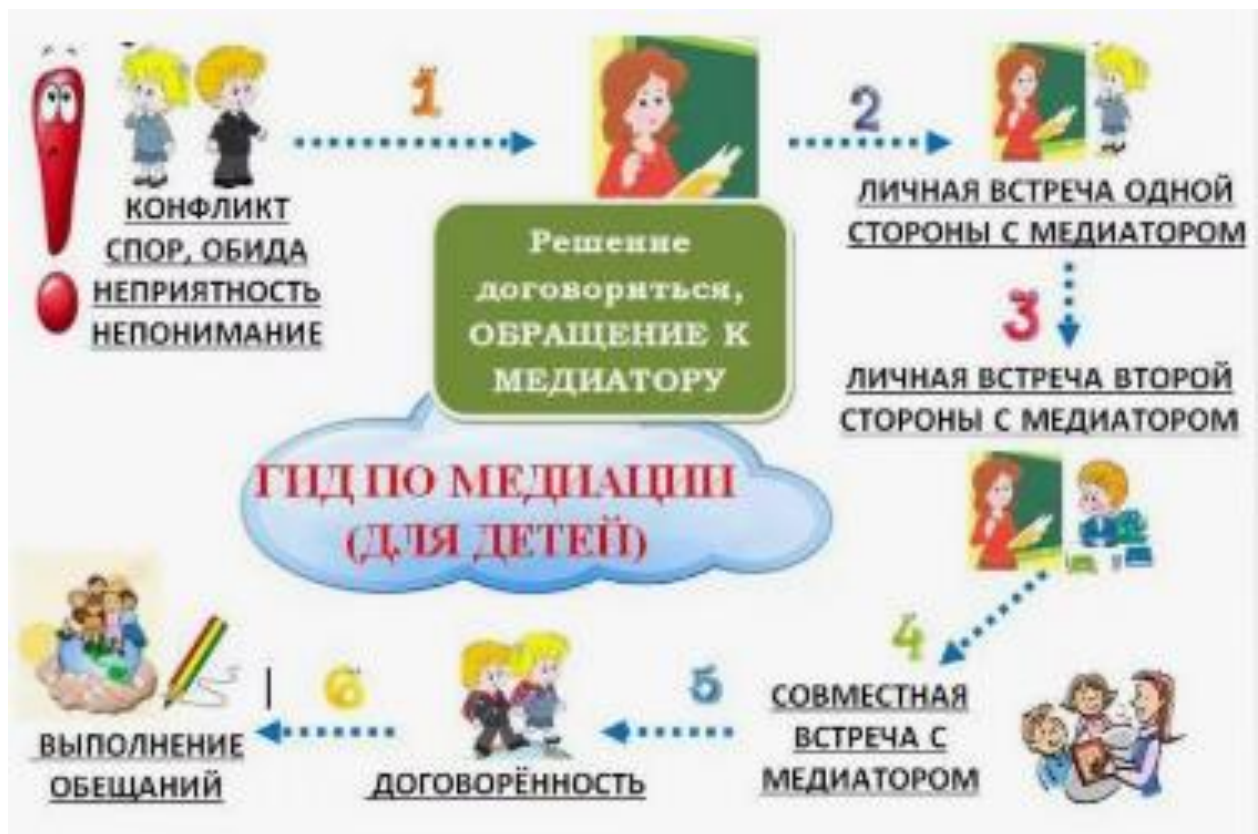 1
2
КОНФЛИКТ
СПОР, ОБИДА
НЕПРИЯТНОСТЬ
НЕПОНИМАНИЕ
Решение
договориться,
ОБРАЩЕНИЕ К
МЕДИАТОРУ
ЛИЧНАЯ ВСТРЕЧА ОДНОЙ
СТОРОНЫ С МЕДИАТОРОМ
3
ЛИЧНАЯ ВСТРЕЧА ВТОРОЙ
СТОРОНЫ С МЕДИАТОРОМ
ГИД ПО МЕДИАЦИИ
(ДЛЯ ДЕТЕЙ)
4
СОВМЕСТНАЯ
ВСТРЕЧА С
МЕДИАТОРОМ
5
ДОГОВОРЁННОСТЬ
6
ВЫПОЛНЕНИЕ
ОБЕЩАНИЙ